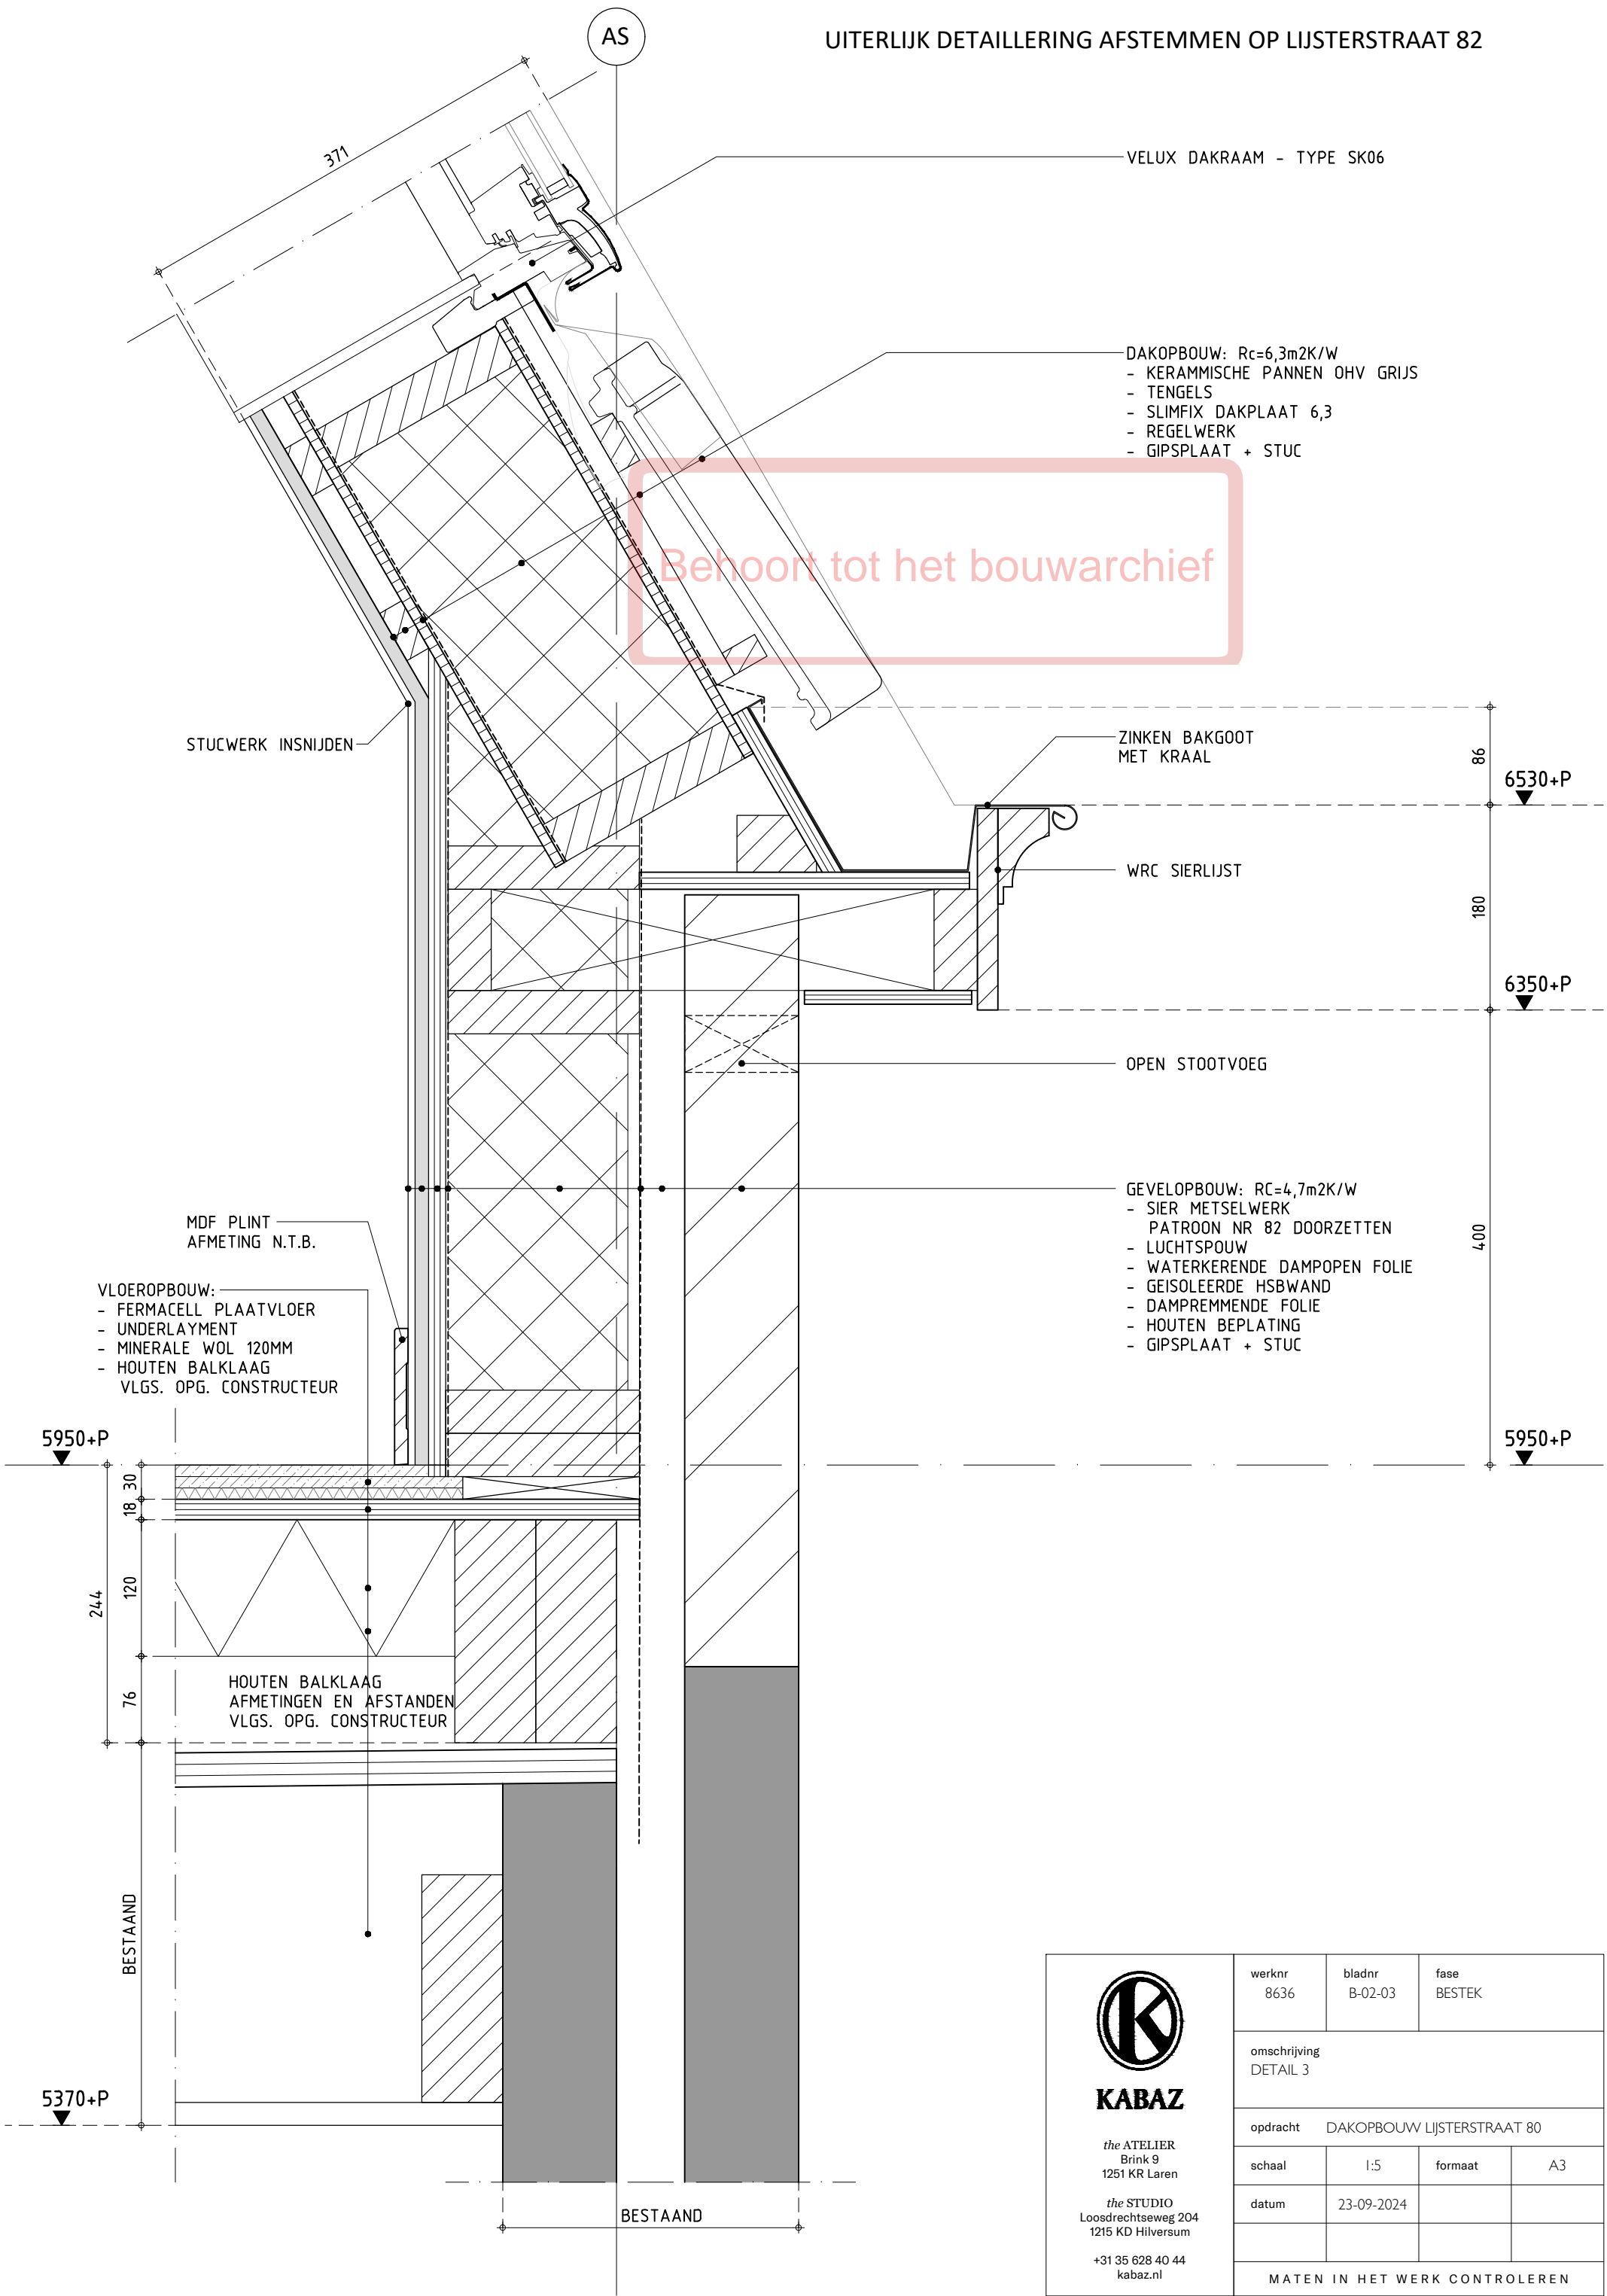 AS
UITERLIJK DETAILLERING AFSTEMMEN OP LIJSTERSTRAAT 82
371
VELUX DAKRAAM - TYPE SK06
DAKOPBOUW: Rc=6,3m2K/W
- KERAMMISCHE PANNEN OHV GRIJS
- TENGELS
- SLIMFIX DAKPLAAT 6,3
- REGELWERK
- GIPSPLAAT + STUC
Behoort tot het bouwarchief
STUCWERK INSNIJDEN
ZINKEN BAKGOOT
MET KRAAL
86
6530+P
WRC SIERLIJST
180
6350+P
OPEN STOOTVOEG
GEVELOPBOUW: RC=4,7m2K/W
- SIER METSELWERK
PATROON NR 82 DOORZETTEN
- LUCHTSPOUW
- WATERKERENDE DAMPOPEN FOLIE
- GEISOLEERDE HSBWAND
- DAMPREMMENDE FOLIE
- HOUTEN BEPLATING
- GIPSPLAAT + STUC
400
MDF PLINT
AFMETING N.T.B.
VLOEROPBOUW:
- FERMACELL PLAATVLOER
- UNDERLAYMENT
- MINERALE WOL 120MM
- HOUTEN BALKLAAG
VLGS. OPG. CONSTRUCTEUR
5950+P
5950+P
30
18
120
244
76
HOUTEN BALKLAAG
AFMETINGEN EN AFSTANDEN
VLGS. OPG. CONSTRUCTEUR
BESTAAND
5370+P
BESTAAND
K
KABAZ
the ATELIER
Brink 9
1251 KR Laren
the STUDIO
Loosdrechtseweg 204
1215 KD Hilversum
+31 35 628 40 44
kabaz.nl
werknr bladnr fase
8636 B-02-03 BESTEK
omschrijving
DETAIL 3
opdracht DAKOPBOUW LIJSTERSTRAAT 80
schaal 1:5 formaat A3
datum 23-09-2024
MATEN IN HET WERK CONTROLEREN